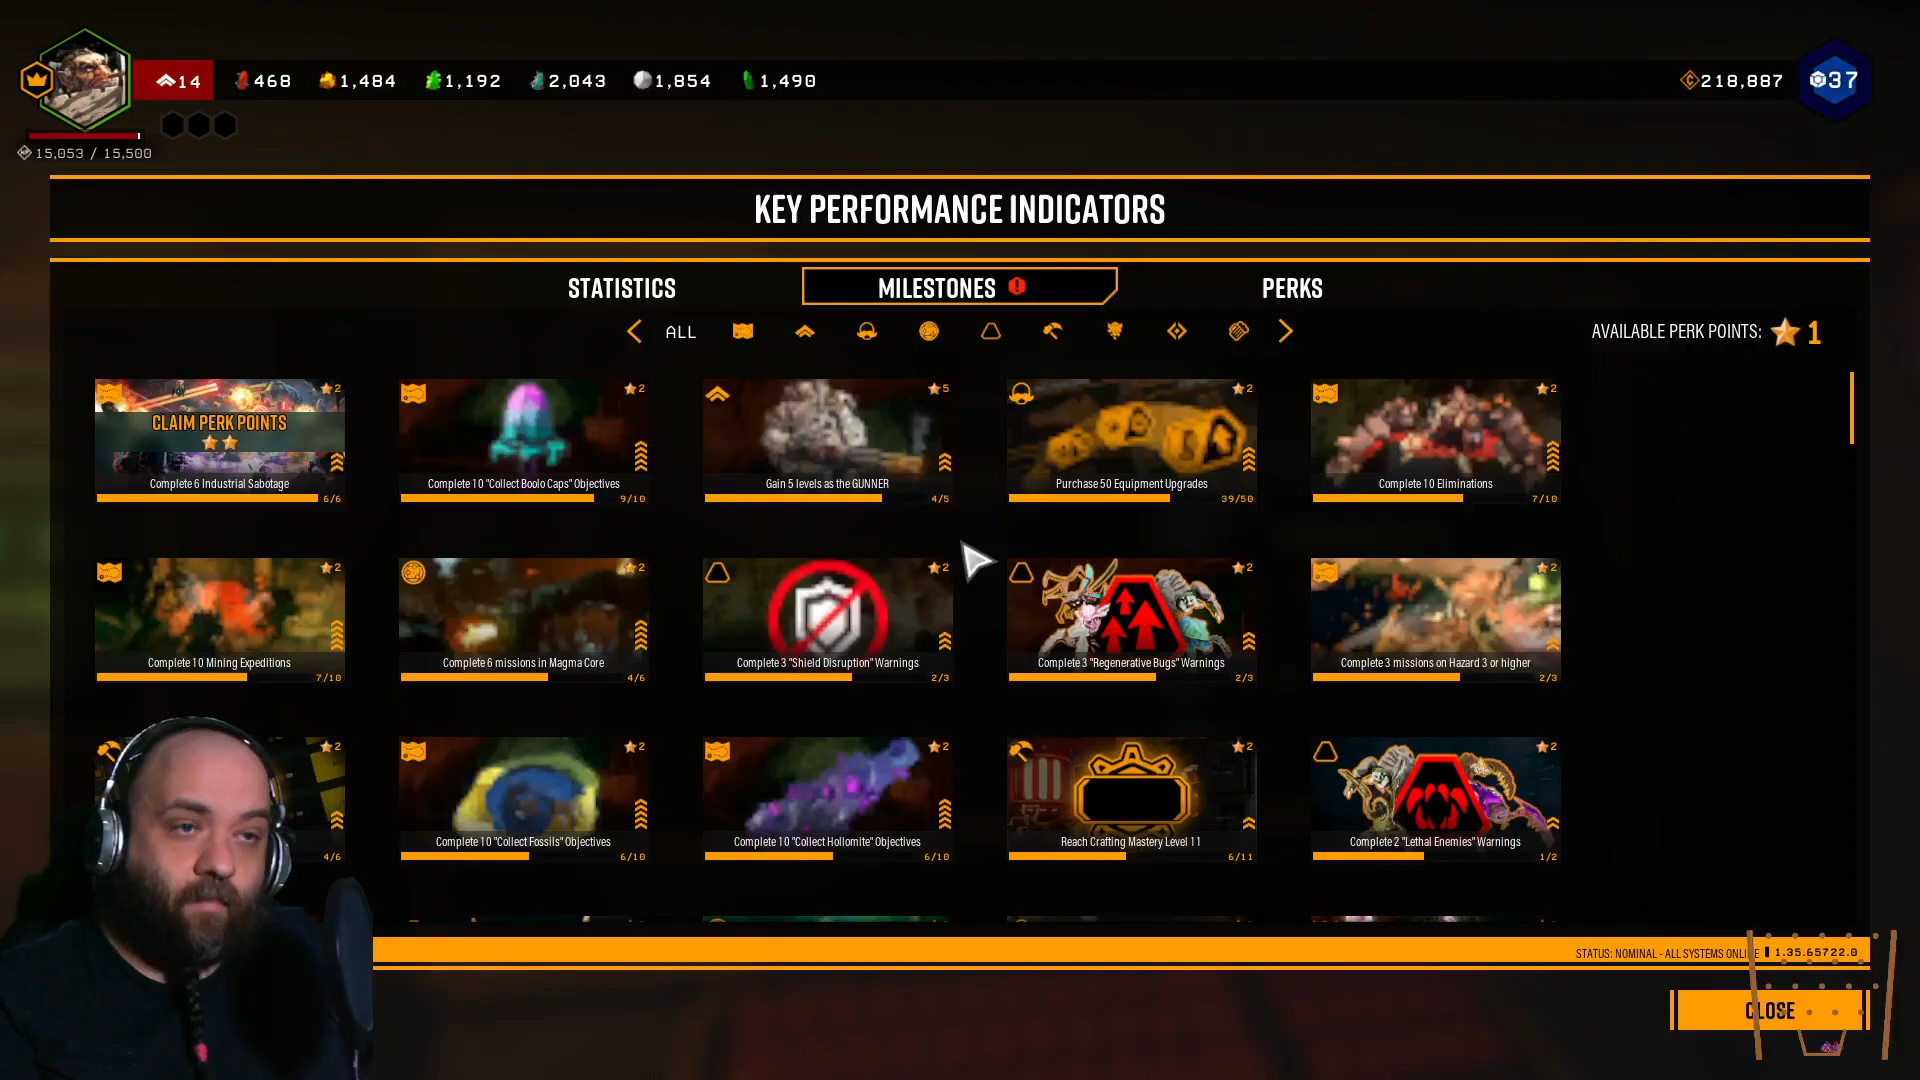 14 468 1,484 1,192 2,043 1,854 1,490 218,887 37
15,053 / 15,500
KEY PERFORMANCE INDICATORS
STATISTICS MILESTONES ! PERKS
ALL AVAILABLE PERK POINTS: 1
2 2 5 2 2
CLAIM PERK POINTS
Complete 6 Industrial Sabotage
6/6
Complete 10 "Collect Boolo Caps" Objectives
9/10
Gain 5 levels as the GUNNER
4/5
Purchase 50 Equipment Upgrades
39/50
Complete 10 Eliminations
7/10
2 2 2 2 2
Complete 10 Mining Expeditions
7/10
Complete 6 missions in Magma Core
4/6
Complete 3 "Shield Disruption" Warnings
2/3
Complete 3 "Regenerative Bugs" Warnings
2/3
Complete 3 missions on Hazard 3 or higher
2/3
2 2 2 2 2
4/6
Complete 10 "Collect Fossils" Objectives
6/10
Complete 10 "Collect Hollomite" Objectives
6/10
Reach Crafting Mastery Level 11
6/11
Complete 2 "Lethal Enemies" Warnings
1/2
STATUS: NOMINAL - ALL SYSTEMS ONLINE 1.35.65722.0
CLOSE